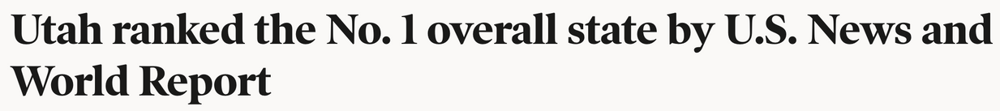 Utah ranked the No. 1 overall state by U.S. News and
World Report